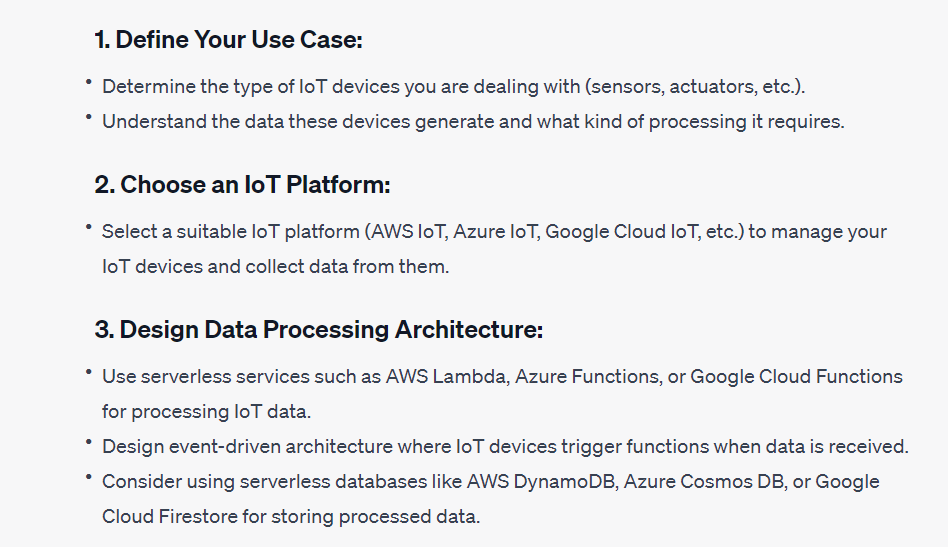 1. Define Your Use Case:
• Determine the type of IoT devices you are dealing with (sensors, actuators, etc.).
• Understand the data these devices generate and what kind of processing it requires.
2. Choose an IoT Platform:
• Select a suitable IoT platform (AWS IoT, Azure IoT, Google Cloud IoT, etc.) to manage your
IoT devices and collect data from them.
3. Design Data Processing Architecture:
• Use serverless services such as AWS Lambda, Azure Functions, or Google Cloud Functions
for processing IoT data.
• Design event-driven architecture where IoT devices trigger functions when data is received.
• Consider using serverless databases like AWS DynamoDB, Azure Cosmos DB, or Google
Cloud Firestore for storing processed data.